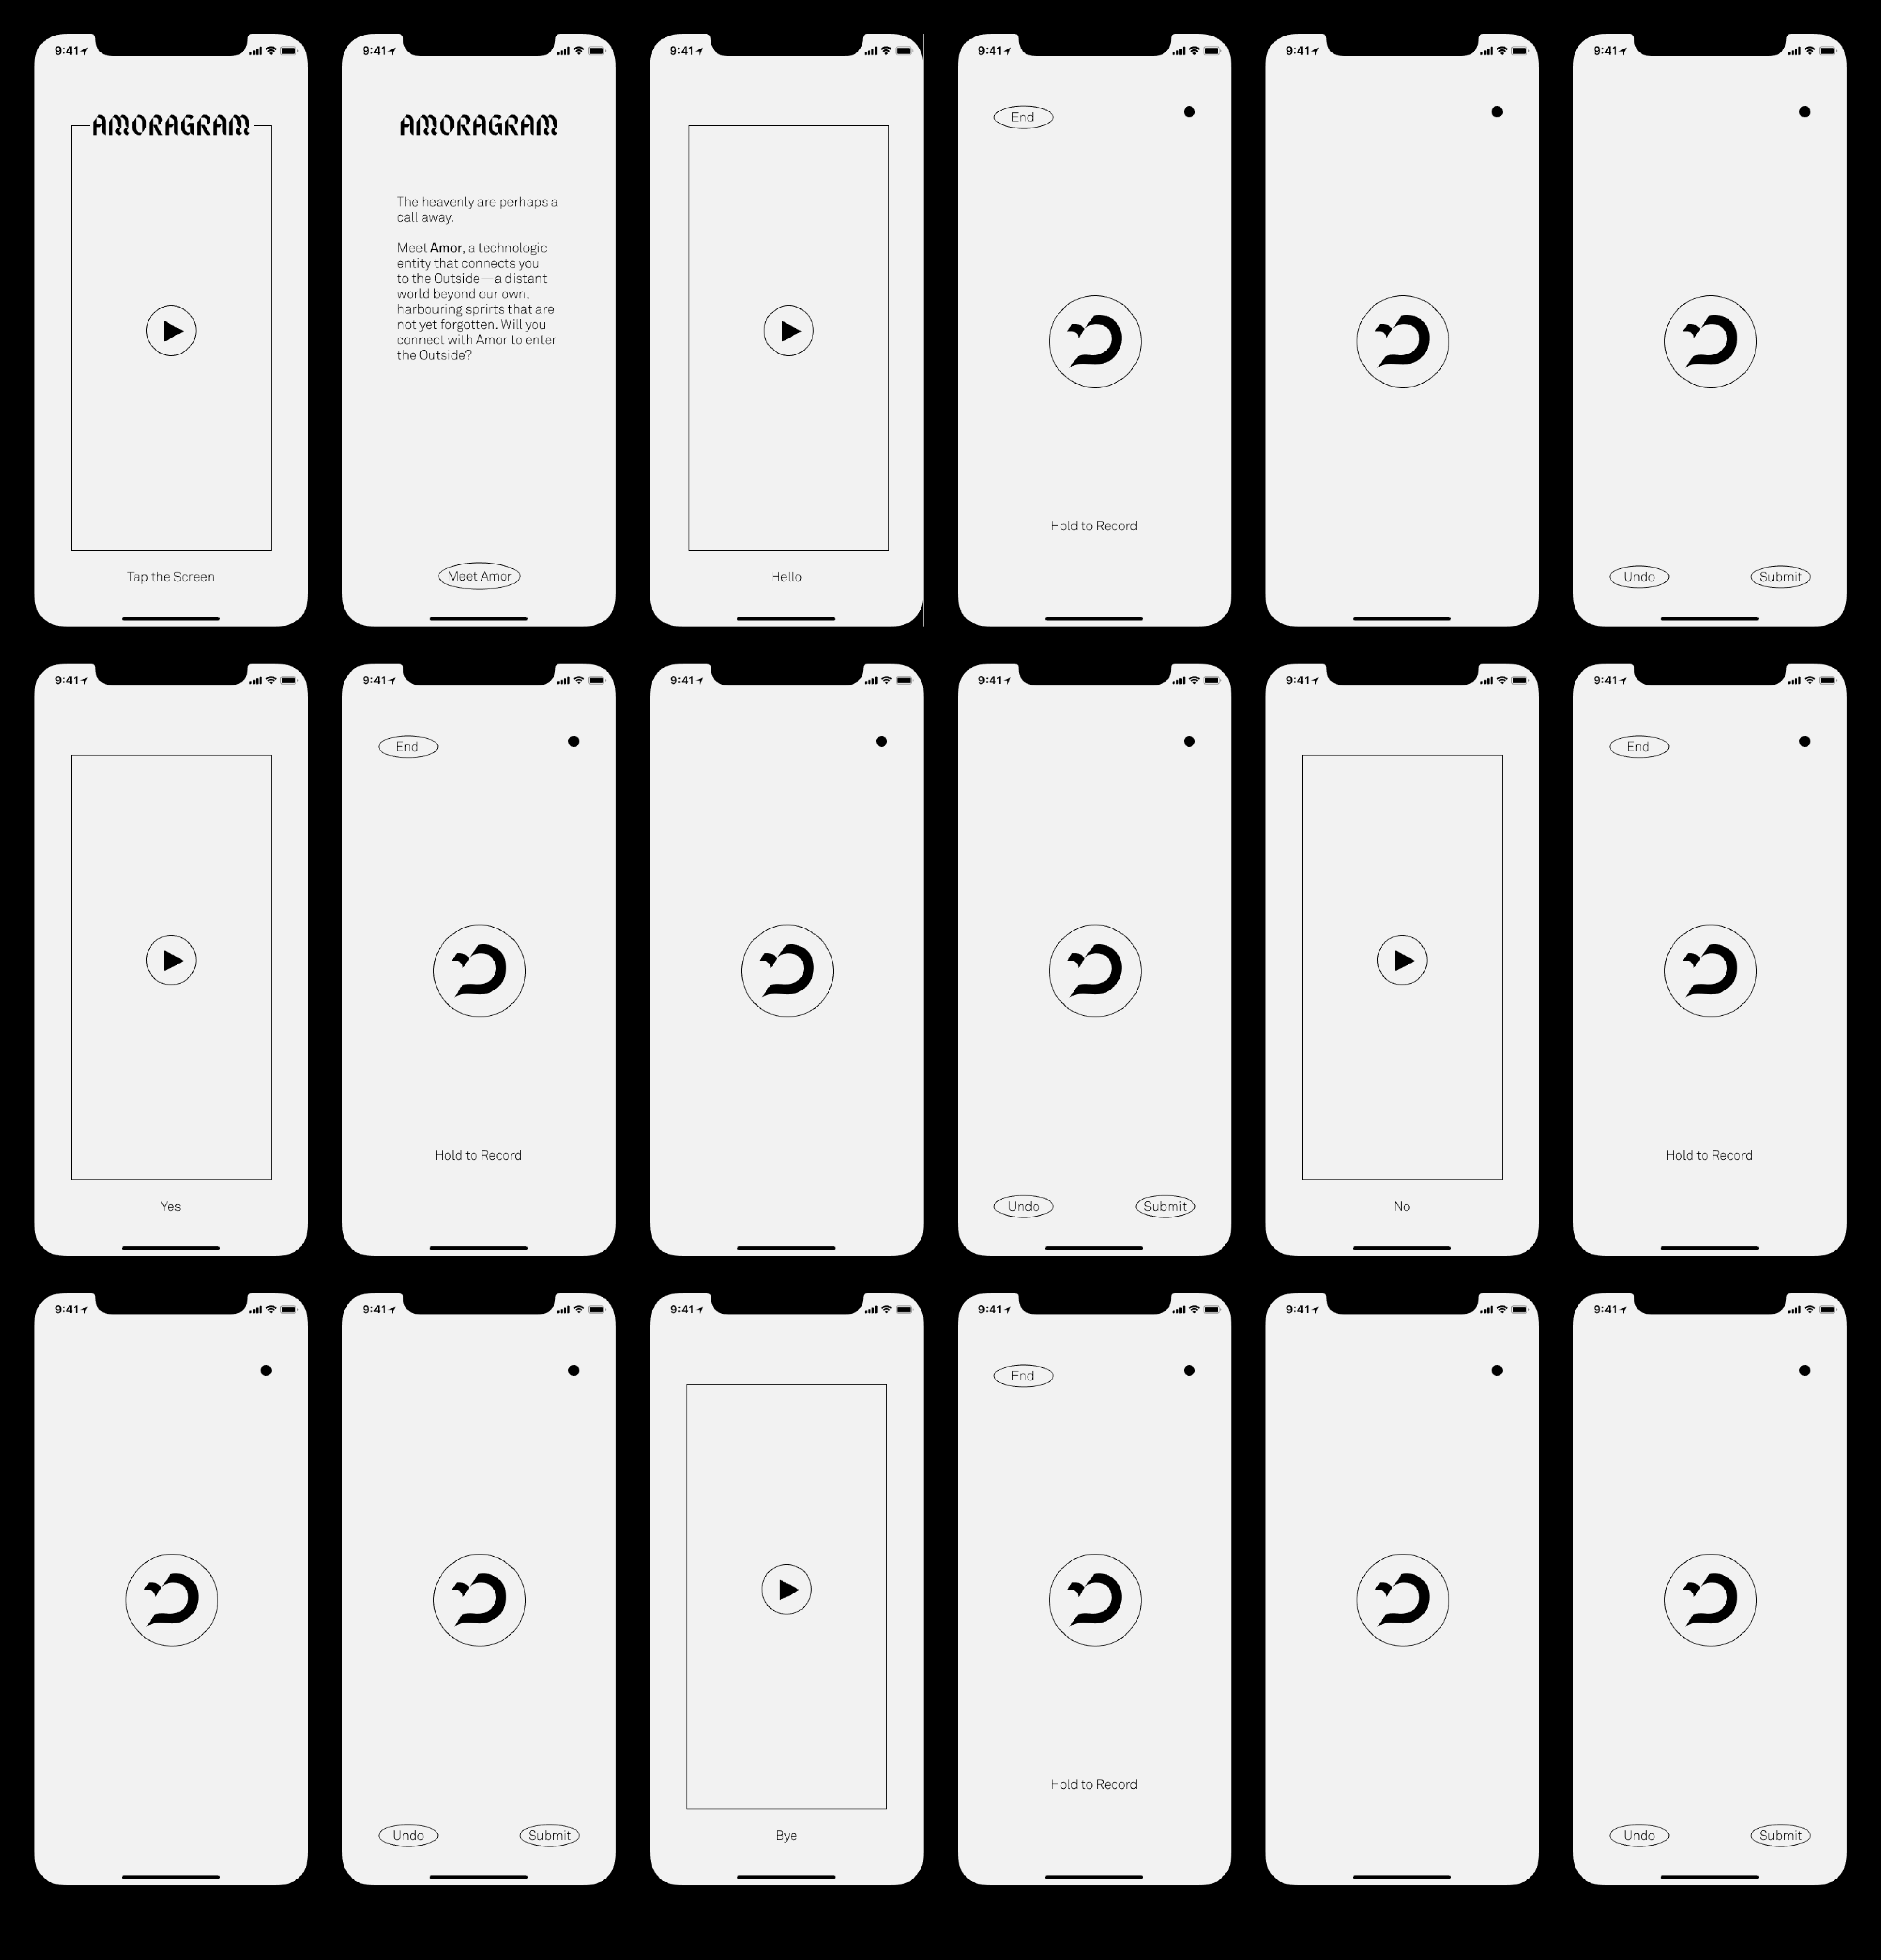 9:41
AMORAGRAM
Tap the Screen
9:41
AMORAGRAM
The heavenly are perhaps a
call away.
Meet Amor, a technologic
entity that connects you
to the Outside—a distant
world beyond our own,
harbouring sprirts that are
not yet forgotten. Will you
connect with Amor to enter
the Outside?
Meet Amor
9:41
Hello
9:41
End
Hold to Record
9:41
9:41
Undo
Submit
9:41
Yes
9:41
End
Hold to Record
9:41
9:41
Undo
Submit
9:41
No
9:41
End
Hold to Record
9:41
9:41
Undo
Submit
9:41
Bye
9:41
End
Hold to Record
9:41
9:41
Undo
Submit